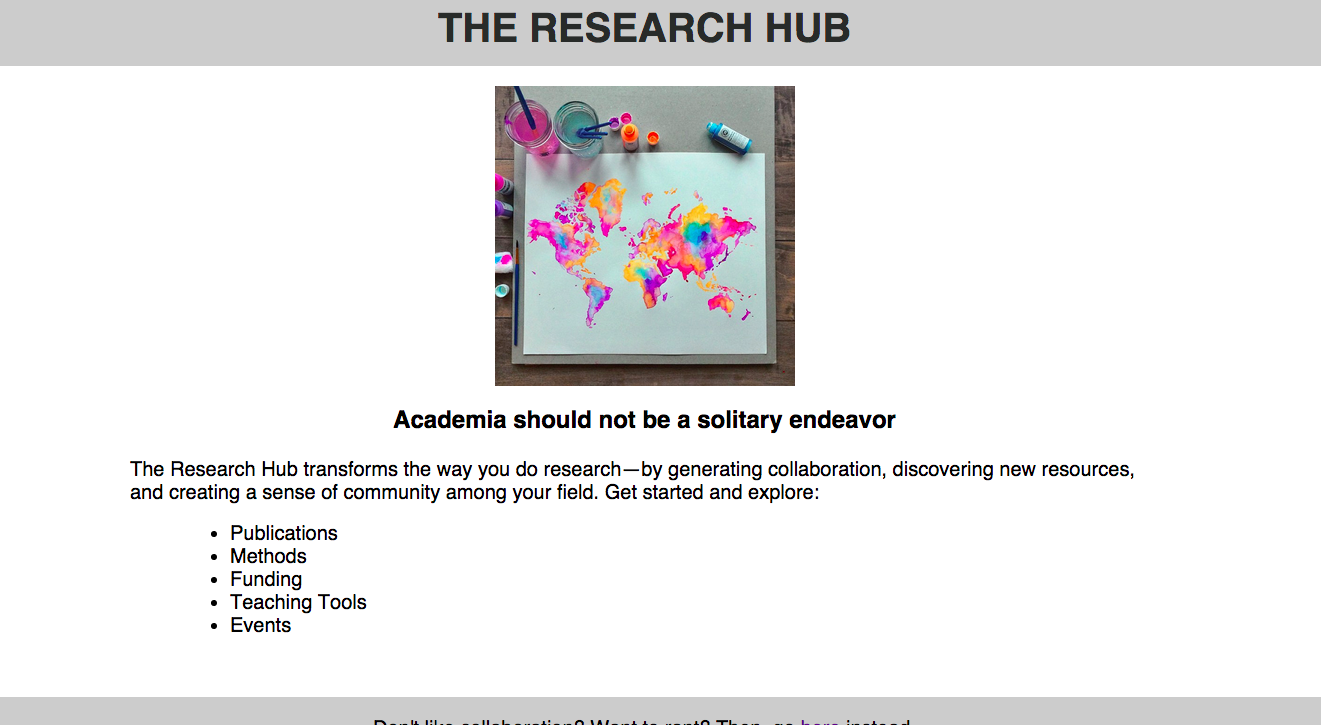 THE RESEARCH HUB
Academia should not be a solitary endeavor
The Research Hub transforms the way you do research—by generating collaboration, discovering new resources,
and creating a sense of community among your field. Get started and explore:
• Publications
• Methods
• Funding
• Teaching Tools
• Events
Don't like collaboration? Want to rant? Then, go here instead